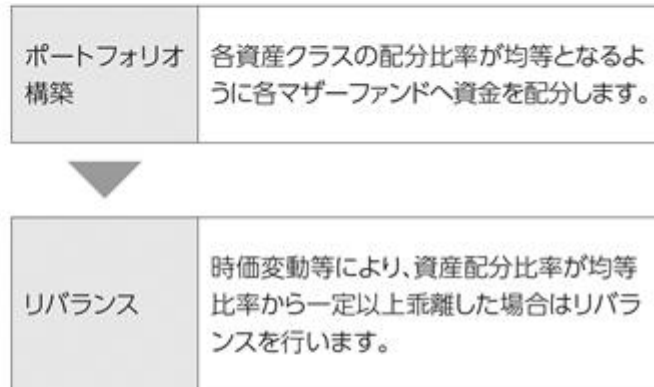 ポートフォリオ
構築
各資産クラスの配分比率が均等となるよ
うに各マザーファンドへ資金を配分します。
リバランス
時価変動等により、資産配分比率が均等
比率から一定以上乖離した場合はリバラ
ンスを行います。